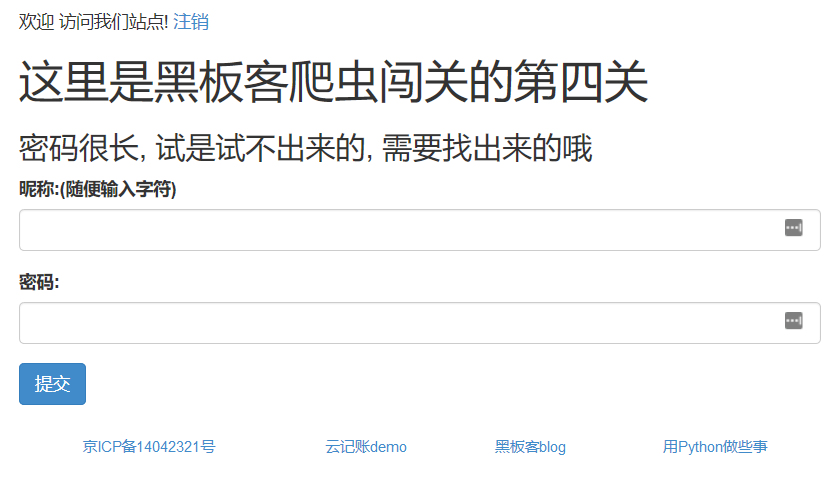 欢迎 访问我们站点! 注销
这里是黑板客爬虫闯关的第四关
密码很长, 试是试不出来的, 需要找出来的哦
昵称:(随便输入字符)
密码:
提交
京ICP备14042321号 云记账demo 黑板客blog 用Python做些事